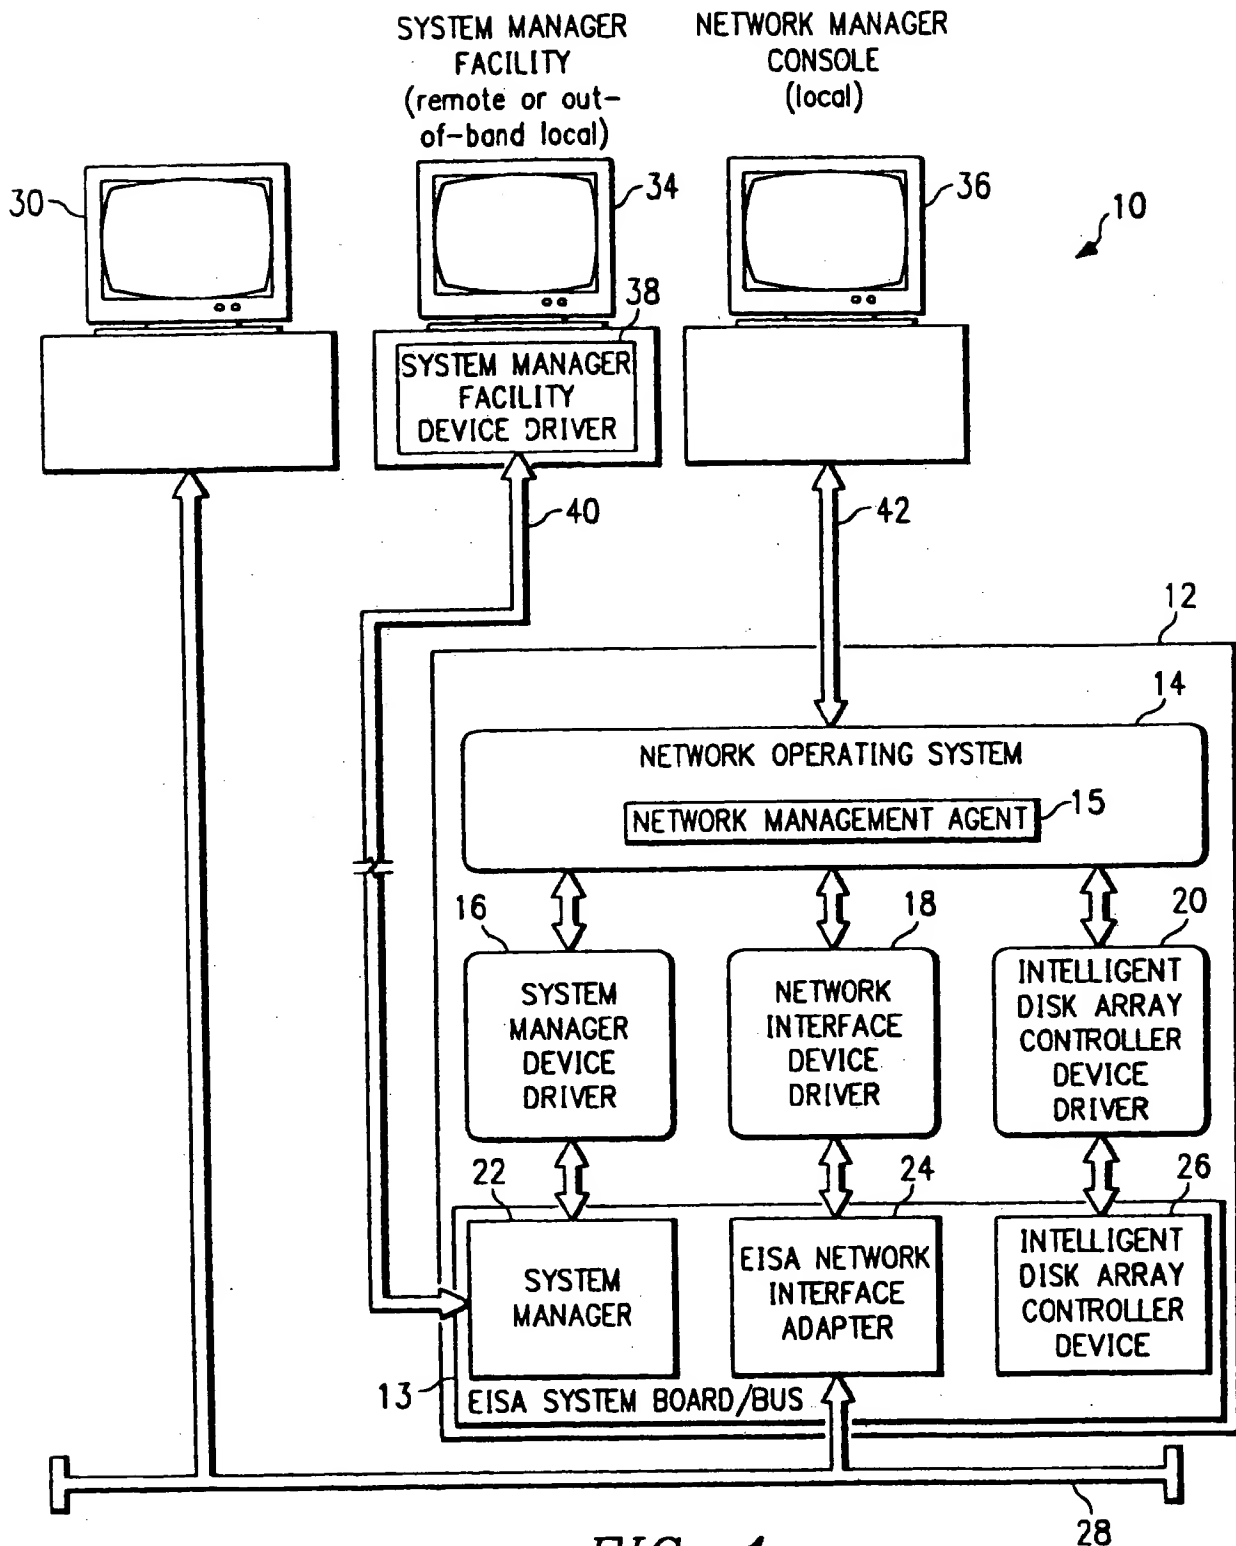 SYSTEM MANAGER
FACILITY
(remote or out-
of-band local)
NETWORK MANAGER
CONSOLE
(local)
30
34
36
10
38
SYSTEM MANAGER
FACILITY
DEVICE DRIVER
40
42
12
14
NETWORK OPERATING SYSTEM
15
NETWORK MANAGEMENT AGENT
16
18
20
SYSTEM
MANAGER
DEVICE
DRIVER
NETWORK
INTERFACE
DEVICE
DRIVER
INTELLIGENT
DISK ARRAY
CONTROLLER
DEVICE
DRIVER
22
24
26
SYSTEM
MANAGER
EISA NETWORK
INTERFACE
ADAPTER
INTELLIGENT
DISK ARRAY
CONTROLLER
DEVICE
13
EISA SYSTEM BOARD/BUS
28